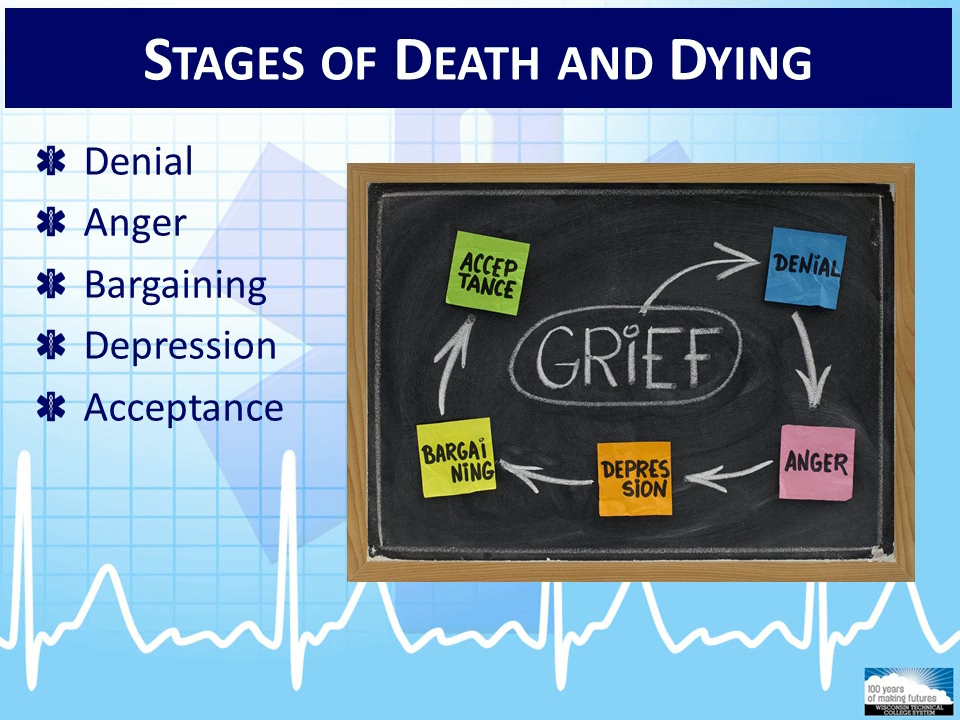 STAGES OF DEATH AND DYING
Denial
Anger
Bargaining
Depression
Acceptance
ACCEP
TANCE
DENiAL
GRiEF
BARGAi
NiNG
DEPRES
SiON
ANGER
100 years
of making futures
WISCONSIN TECHNICAL
COLLEGE SYSTEM